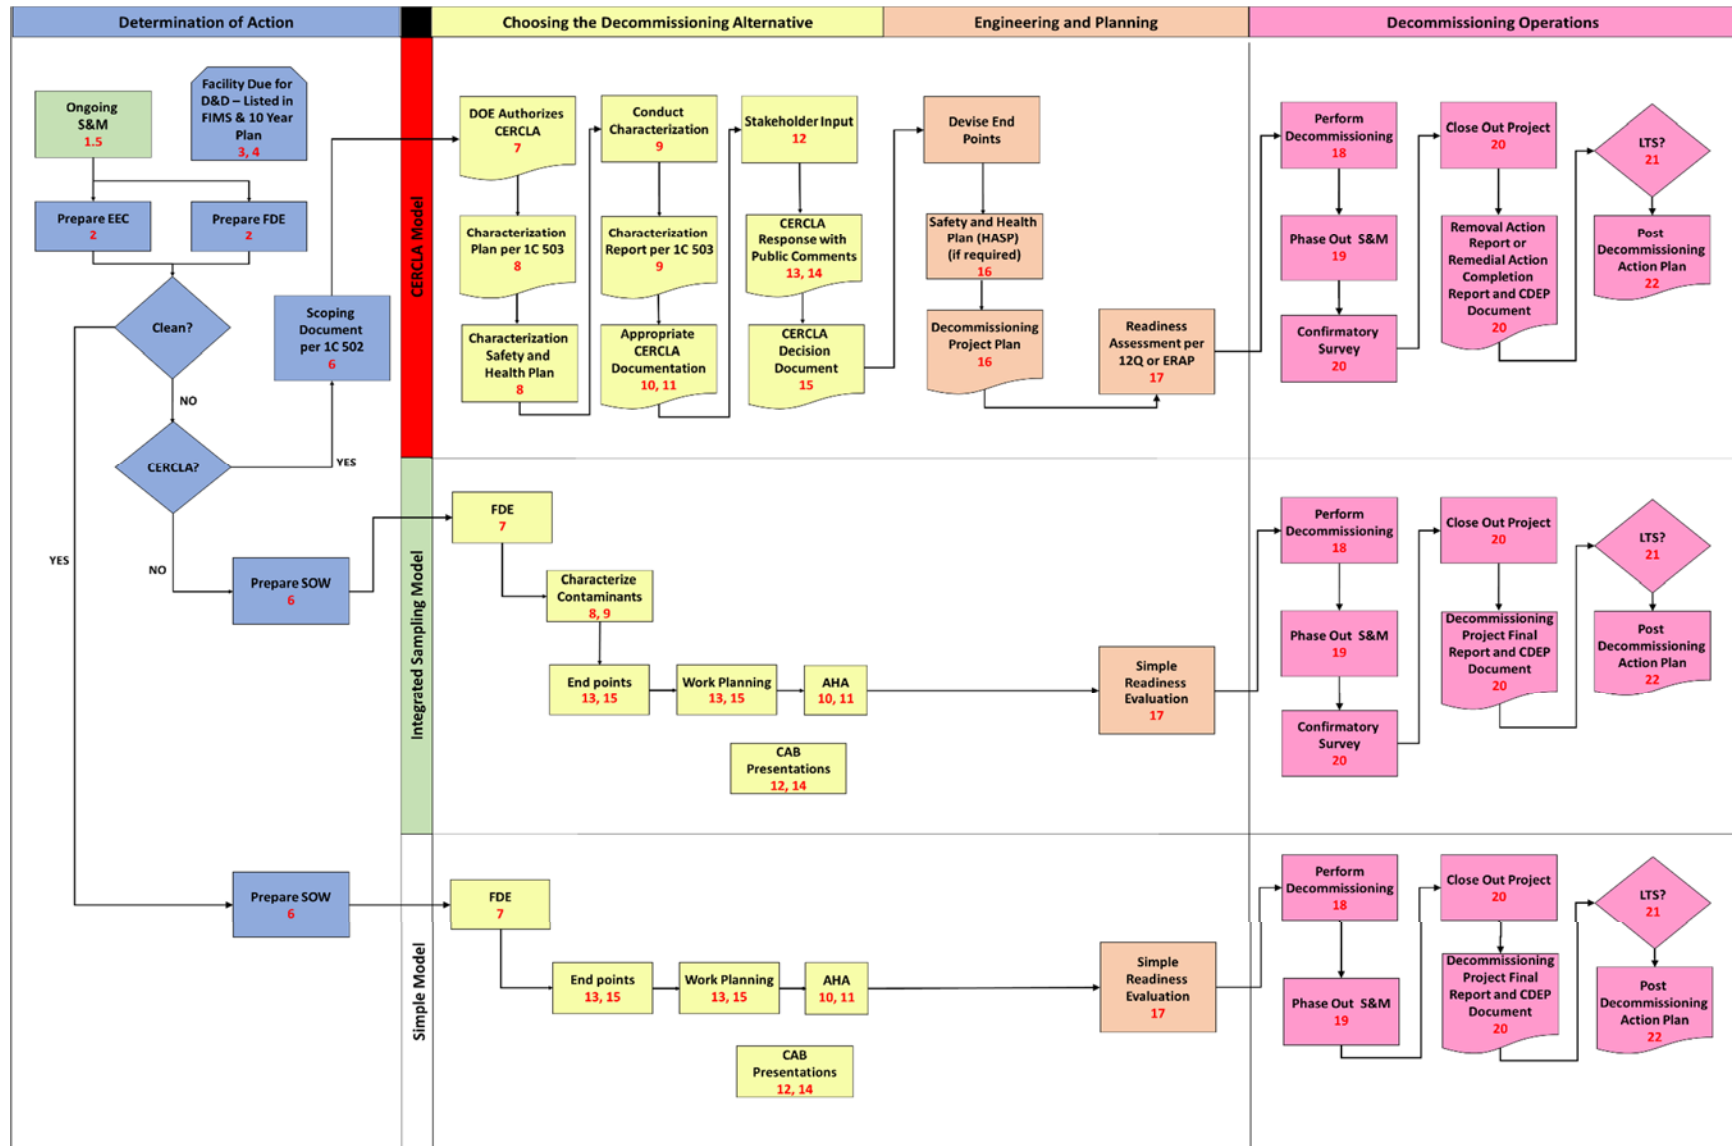 Determination of Action
Choosing the Decommissioning Alternative
Engineering and Planning
Decommissioning Operations
Ongoing
S&M
1.5
Facility Due for
D&D – Listed in
FIMS & 10 Year
Plan
3, 4
Prepare EEC
2
Prepare FDE
2
Clean?
Scoping
Document
per 1C 502
6
NO
CERCLA?
YES
YES
NO
Prepare SOW
6
Prepare SOW
6
CERCLA Model
DOE Authorizes
CERCLA
7
Characterization
Plan per 1C 503
8
Characterization
Safety and
Health Plan
8
Conduct
Characterization
9
Characterization
Report per 1C 503
9
Appropriate
CERCLA
Documentation
10, 11
Stakeholder Input
12
CERCLA
Response with
Public Comments
13, 14
CERCLA
Decision
Document
15
Devise End
Points
Safety and Health
Plan (HASP)
(if required)
16
Decommissioning
Project Plan
16
Readiness
Assessment per
12Q or ERAP
17
Perform
Decommissioning
18
Phase Out S&M
19
Confirmatory
Survey
20
Close Out Project
20
Removal Action
Report or
Remedial Action
Completion
Report and CDEP
Document
20
LTS?
21
Post
Decommissioning
Action Plan
22
Integrated Sampling Model
FDE
7
Characterize
Contaminants
8, 9
End points
13, 15
Work Planning
13, 15
AHA
10, 11
CAB
Presentations
12, 14
Simple
Readiness
Evaluation
17
Perform
Decommissioning
18
Phase Out S&M
19
Confirmatory
Survey
20
Close Out Project
20
Decommissioning
Project Final
Report and CDEP
Document
20
LTS?
21
Post
Decommissioning
Action Plan
22
Simple Model
FDE
7
End points
13, 15
Work Planning
13, 15
AHA
10, 11
CAB
Presentations
12, 14
Simple
Readiness
Evaluation
17
Perform
Decommissioning
18
Phase Out S&M
19
Close Out Project
20
Decommissioning
Project Final
Report and CDEP
Document
20
LTS?
21
Post
Decommissioning
Action Plan
22